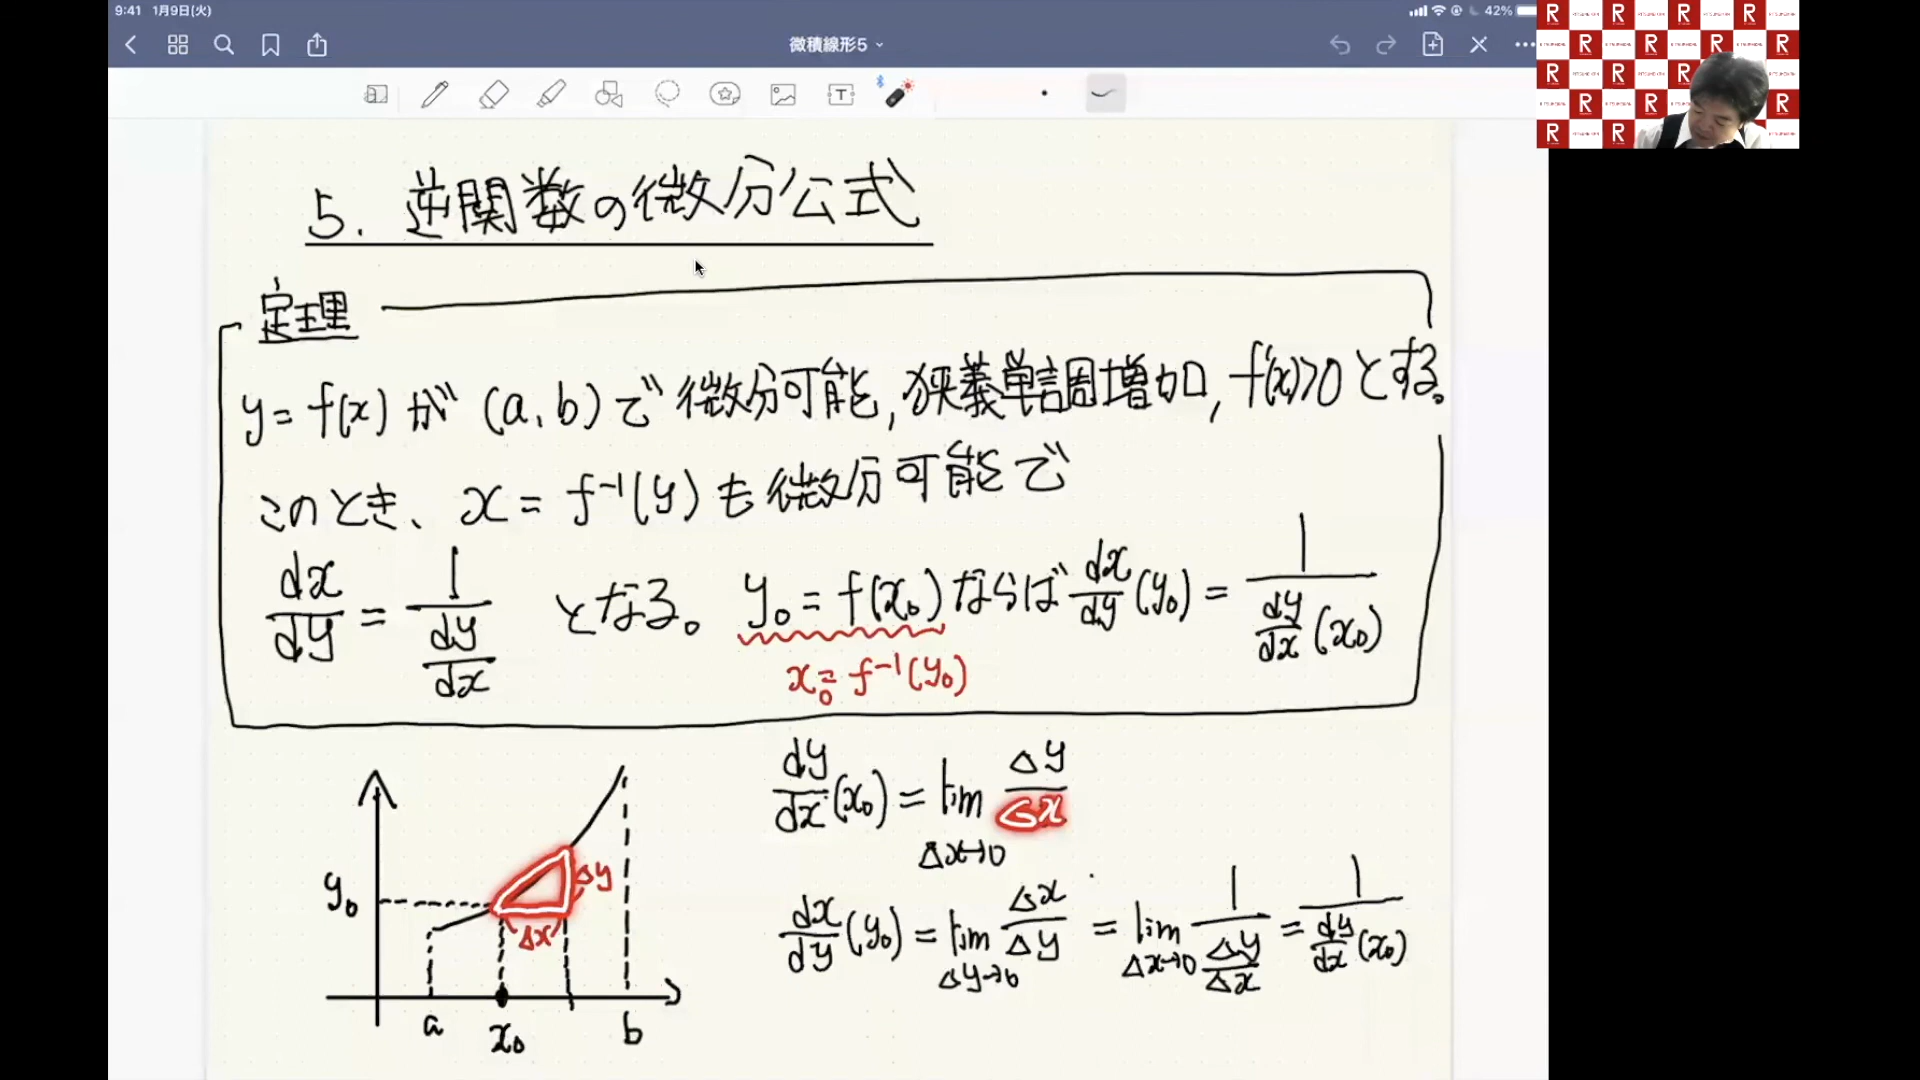 9:41 1月9日(火)
42%
微積線形5
T
R R R R
R R R R
R R R
R R R
R R
5. 逆関数の微分公式
定理
y = f(x) が (a, b) で 微分可能, 狭義単調増加, f'(x)>0 とする。
このとき、 x = f⁻¹(y) も 微分可能で
dx/dy = 1/(dy/dx) となる。 y₀ = f(x₀) ならば dx/dy (y₀) = 1/(dy/dx (x₀))
x₀ = f⁻¹(y₀)
dy/dx (x₀) = lim Δx→0 Δy/Δx
dx/dy (y₀) = lim Δy→0 Δx/Δy = lim Δx→0 1/(Δy/Δx) = 1/(dy/dx (x₀))
y₀
Δy
Δx
a x₀ b